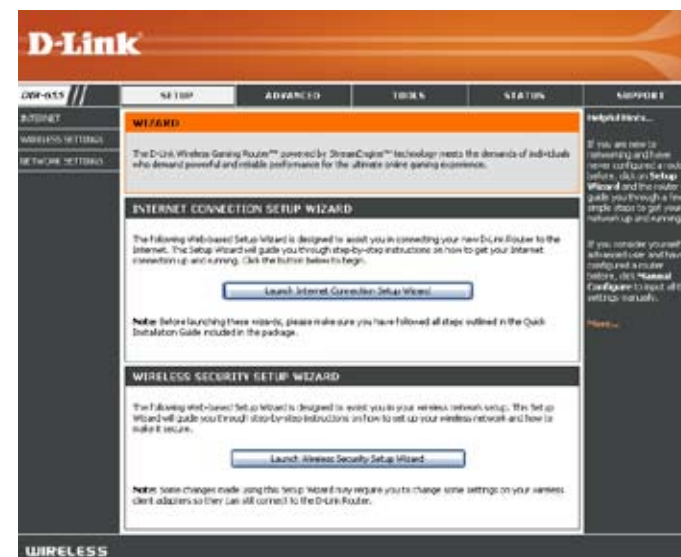 D-Link
DIR-655
SETUP
ADVANCED
TOOLS
STATUS
SUPPORT
INTERNET
WIRELESS SETTINGS
NETWORK SETTINGS
WIZARD
The D-Link Wireless Gaming Router™ powered by StreamEngine™ technology meets the demands of individuals
who demand powerful and reliable performance for the ultimate online gaming experience.
INTERNET CONNECTION SETUP WIZARD
The following Web-based Setup Wizard is designed to assist you in connecting your new D-Link Router to the
Internet. This Setup Wizard will guide you through step-by-step instructions on how to get your Internet
connection up and running. Click the button below to begin.
Launch Internet Connection Setup Wizard
Note: Before launching these wizards, please make sure you have followed all steps outlined in the Quick
Installation Guide included in the package.
WIRELESS SECURITY SETUP WIZARD
The following Web-based Setup Wizard is designed to assist you in your wireless network setup. This Setup
Wizard will guide you through step-by-step instructions on how to set up your wireless network and how to
make it secure.
Launch Wireless Security Setup Wizard
Note: Some changes made using this Setup Wizard may require you to change some settings on your wireless
client adapters so they can still connect to the D-Link Router.
Helpful Hints...
If you are new to
networking and have
never configured a
before, click on Setup
Wizard and the router
guide you through a few
simple steps to get your
network up and running.
If you consider yourself
advanced user and have
configured a router
before, click Manual
Configure to input all
settings manually.
More...
WIRELESS